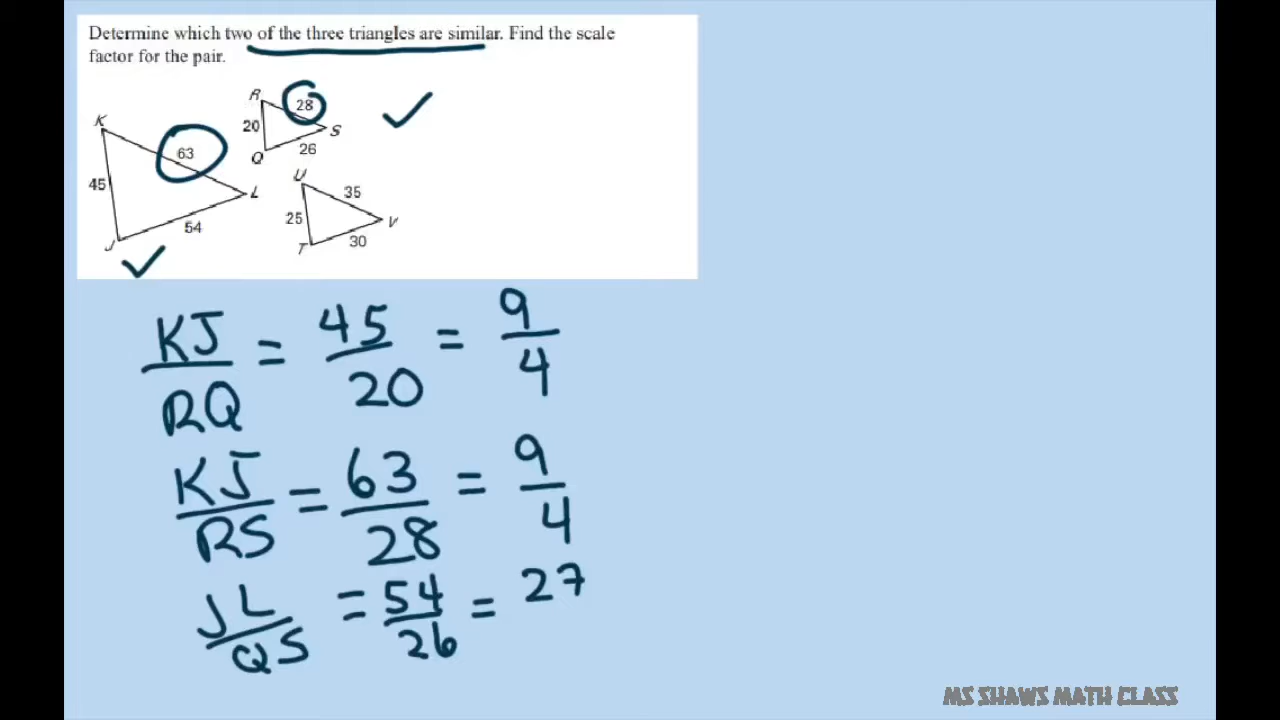 Determine which two of the three triangles are similar. Find the scale
factor for the pair.
R
28
20
S
Q
26
K
63
45
L
54
J
U
35
25
V
T
30
KJ/RQ = 45/20 = 9/4
KJ/RS = 63/28 = 9/4
JL/QS = 54/26 = 27
MS SHAWS MATH CLASS